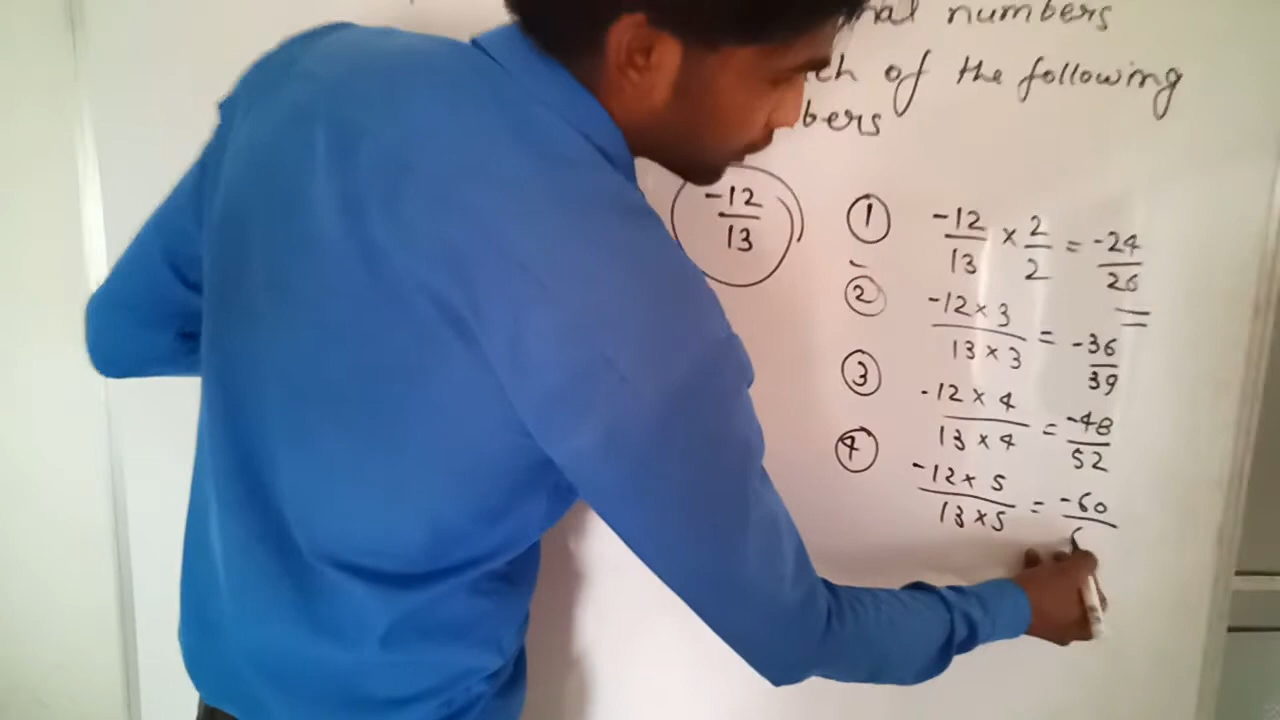 numbers
of the following
-12/13
① -12/13 × 2/2 = -24/26
② -12×3/13×3 = -36/39
③ -12×4/13×4 = -48/52
④ -12×5/13×5 = -60/6